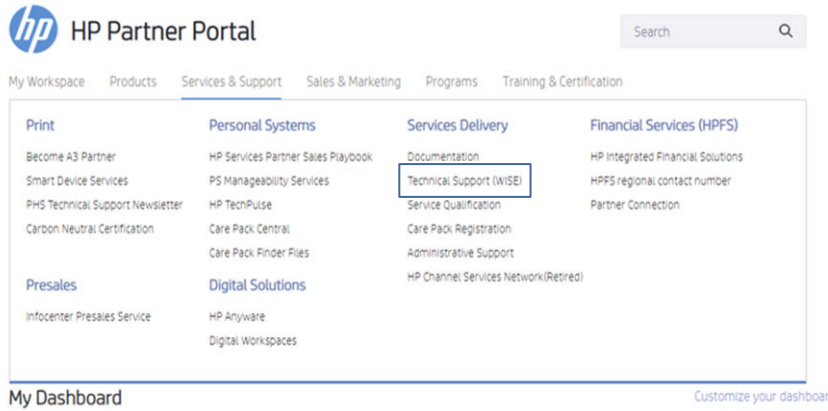 hp HP Partner Portal
Search
My Workspace Products Services & Support Sales & Marketing Programs Training & Certification
Print
Become A3 Partner
Smart Device Services
PHS Technical Support Newsletter
Carbon Neutral Certification
Presales
Infocenter Presales Service
Personal Systems
HP Services Partner Sales Playbook
PS Manageability Services
HP TechPulse
Care Pack Central
Care Pack Finder Files
Digital Solutions
HP Anyware
Digital Workspaces
Services Delivery
Documentation
Technical Support (WISE)
Service Qualification
Care Pack Registration
Administrative Support
HP Channel Services Network(Retired)
Financial Services (HPFS)
HP Integrated Financial Solutions
HPFS regional contact number
Partner Connection
My Dashboard
Customize your dashboar